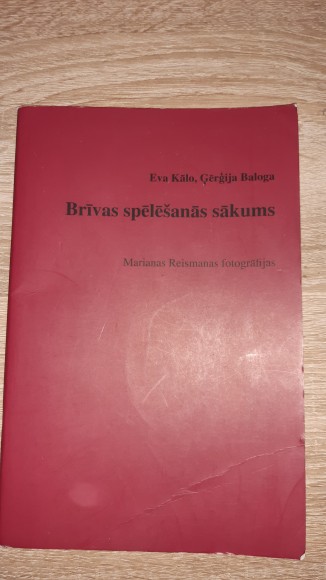 Eva Kālo, Ģērģija Baloga
Brīvas spēlēšanās sākums
Marianas Reismanas fotogrāfijas